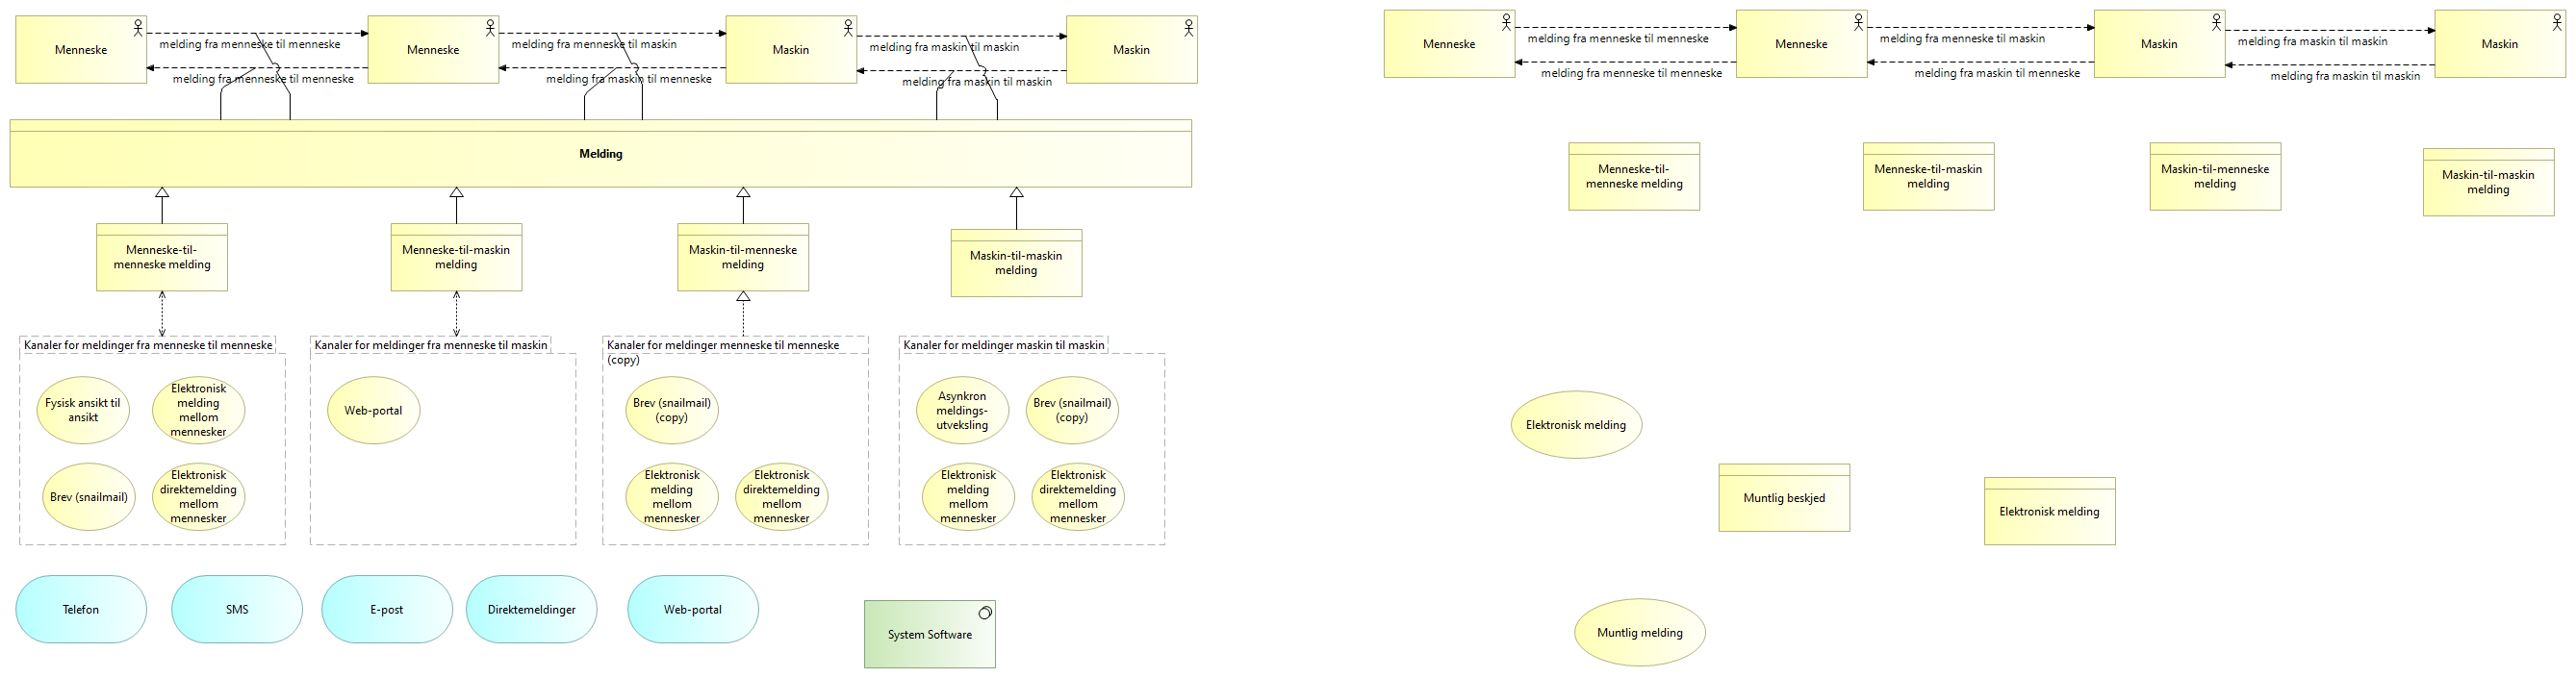 Menneske
melding fra menneske til menneske
melding fra menneske til menneske
Menneske
melding fra menneske til maskin
melding fra maskin til menneske
Maskin
melding fra maskin til maskin
melding fra maskin til maskin
Maskin
Melding
Menneske-til-
menneske melding
Menneske-til-maskin
melding
Maskin-til-menneske
melding
Maskin-til-maskin
melding
Kanaler for meldinger fra menneske til menneske
Fysisk ansikt til
ansikt
Elektronisk
melding
mellom
mennesker
Brev (snailmail)
Elektronisk
direktemelding
mellom
mennesker
Kanaler for meldinger fra menneske til maskin
Web-portal
Kanaler for meldinger menneske til menneske
(copy)
Brev (snailmail)
(copy)
Elektronisk
melding
mellom
mennesker
Elektronisk
direktemelding
mellom
mennesker
Kanaler for meldinger maskin til maskin
Asynkron
meldings-
utveksling
Brev (snailmail)
(copy)
Elektronisk
melding
mellom
mennesker
Elektronisk
direktemelding
mellom
mennesker
Telefon
SMS
E-post
Direktemeldinger
Web-portal
System Software
Menneske
melding fra menneske til menneske
melding fra menneske til menneske
Menneske
melding fra menneske til maskin
melding fra maskin til menneske
Maskin
melding fra maskin til maskin
melding fra maskin til maskin
Maskin
Menneske-til-
menneske melding
Menneske-til-maskin
melding
Maskin-til-menneske
melding
Maskin-til-maskin
melding
Elektronisk melding
Muntlig beskjed
Elektronisk melding
Muntlig melding